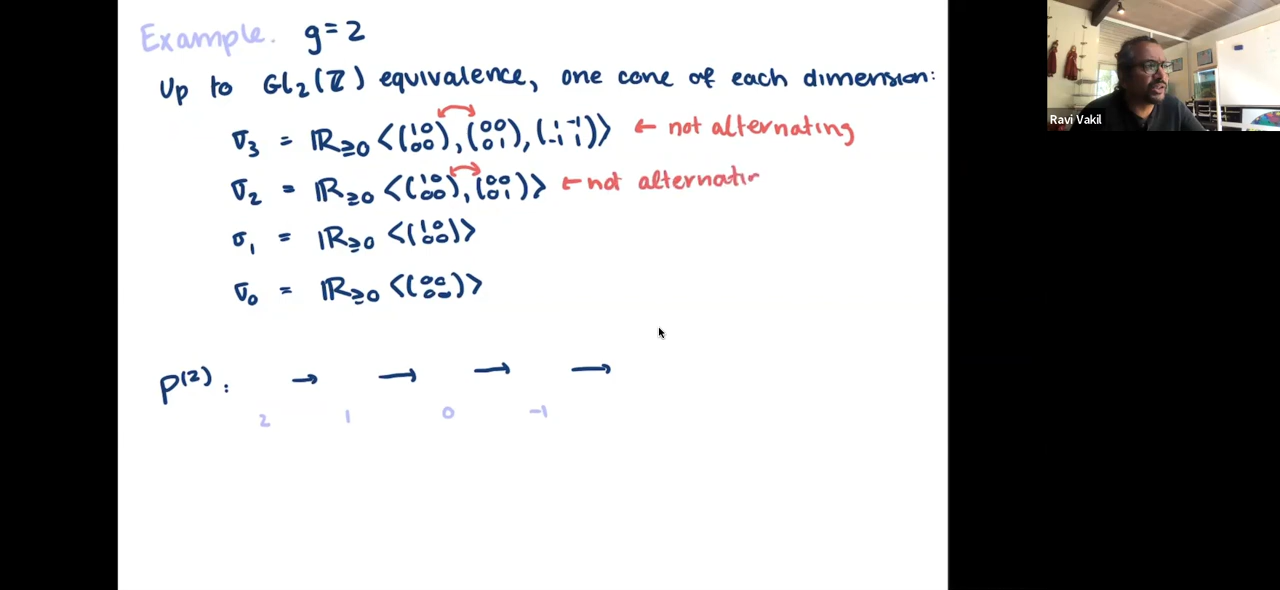 Example. g=2
Up to GL₂(ℤ) equivalence, one cone of each dimension:
σ₃ = ℝ≥0 <(1 0 0 0), (0 0 0 1), (1 -1 -1 1)> ← not alternating
σ₂ = ℝ≥0 <(1 0 0 0), (0 0 0 1)> ← not alternatin
σ₁ = ℝ≥0 <(1 0 0 0)>
σ₀ = ℝ≥0 <(0 0 0 0)>
P⁽²⁾: → → → →
2 1 0 -1
Ravi Vakil